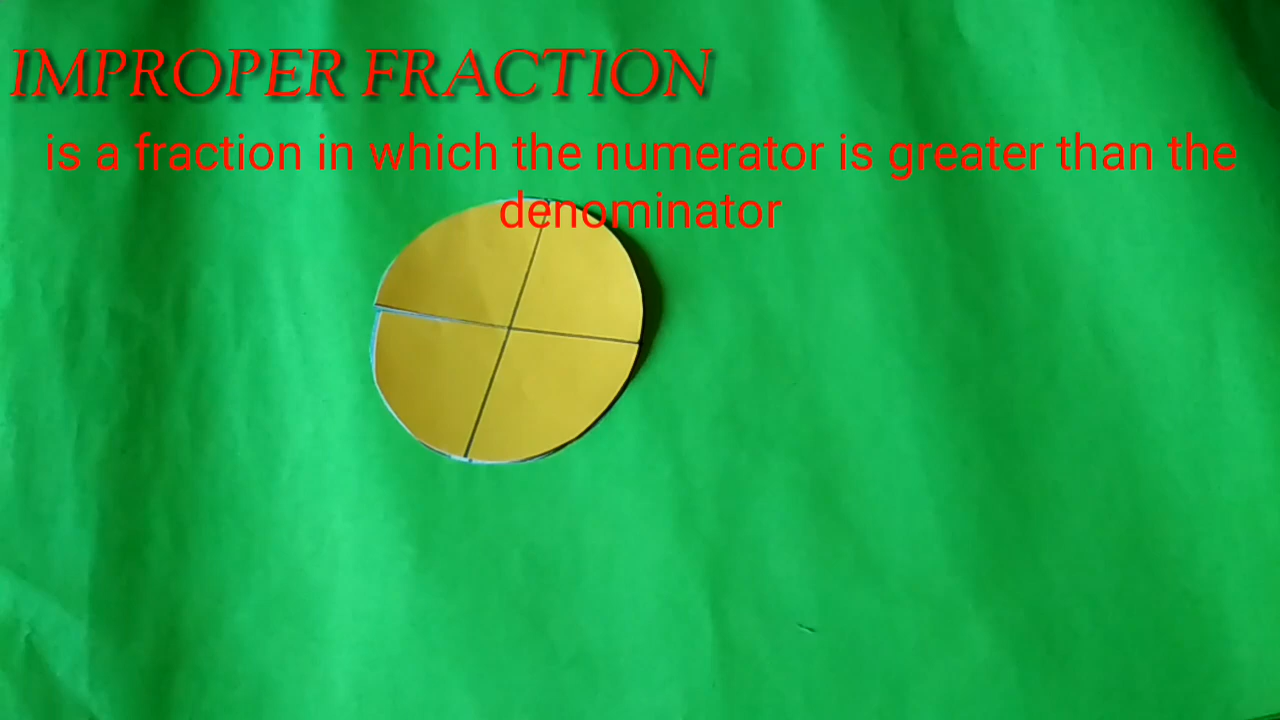 IMPROPER FRACTION
is a fraction in which the numerator is greater than the
denominator